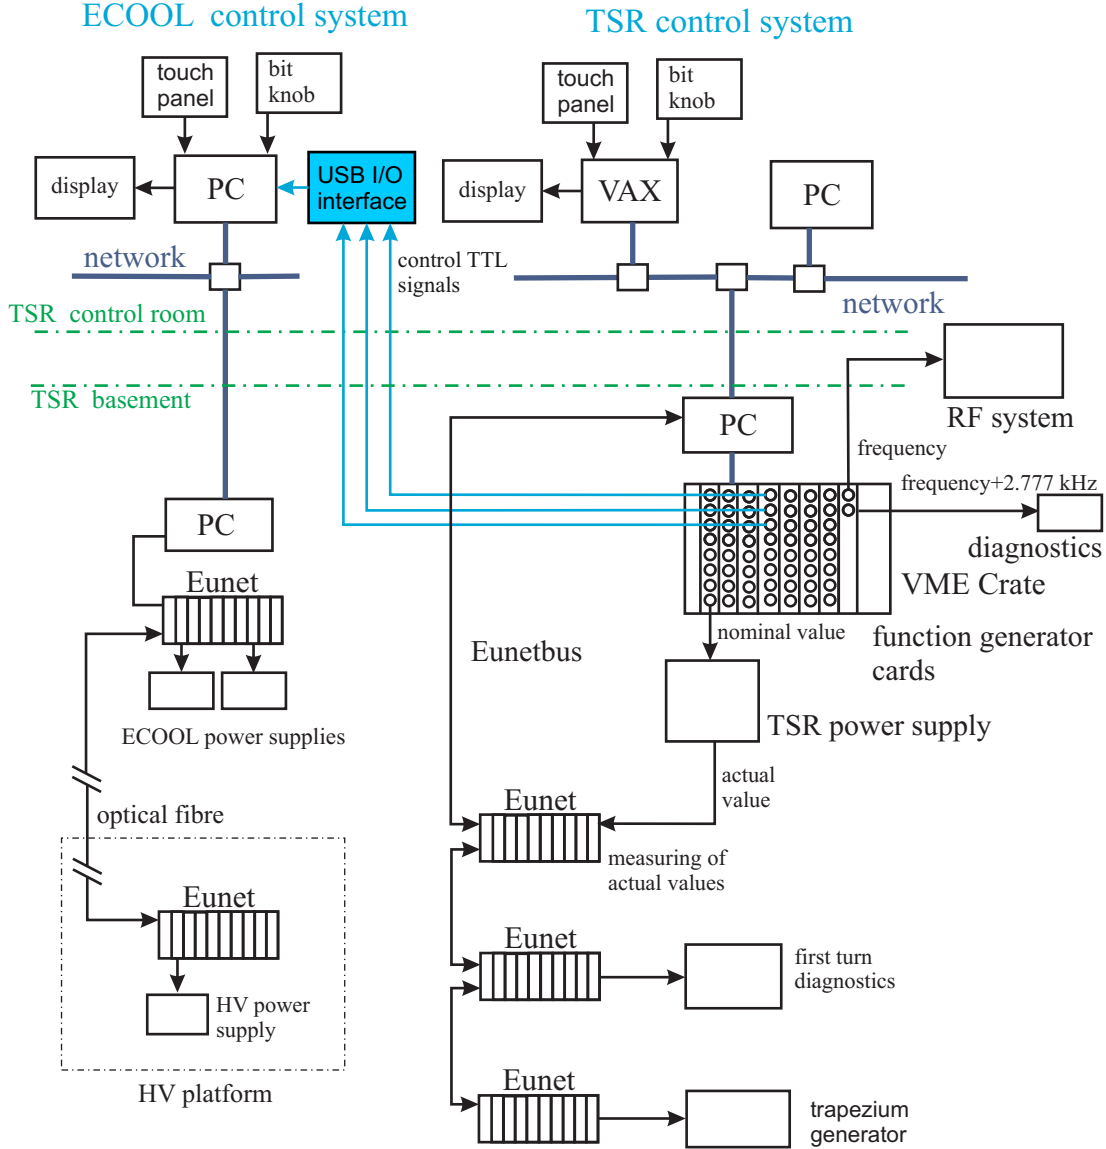 ECOOL control system
TSR control system
touch
panel
bit
knob
touch
panel
bit
knob
display
PC
USB I/O
interface
display
VAX
PC
network
control TTL
signals
network
TSR control room
TSR basement
RF system
PC
frequency
frequency+2.777 kHz
diagnostics
PC
Eunet
VME Crate
nominal value
function generator
cards
Eunetbus
ECOOL power supplies
TSR power supply
actual
value
optical fibre
Eunet
measuring of
actual values
Eunet
Eunet
first turn
diagnostics
HV power
supply
HV platform
Eunet
trapezium
generator